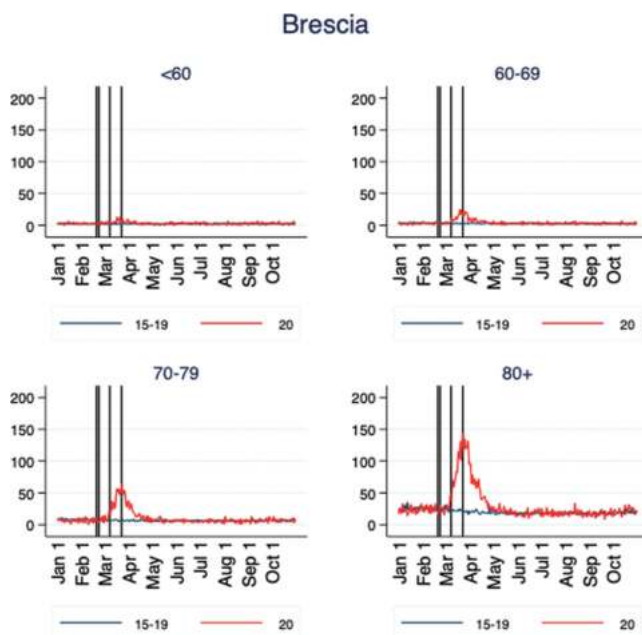 Brescia
<60
200
150
100
50
0
Jan 1
Feb 1
Mar 1
Apr 1
May 1
Jun 1
Jul 1
Aug 1
Sep 1
Oct 1
15-19 20
60-69
200
150
100
50
0
Jan 1
Feb 1
Mar 1
Apr 1
May 1
Jun 1
Jul 1
Aug 1
Sep 1
Oct 1
15-19 20
70-79
200
150
100
50
0
Jan 1
Feb 1
Mar 1
Apr 1
May 1
Jun 1
Jul 1
Aug 1
Sep 1
Oct 1
15-19 20
80+
200
150
100
50
0
Jan 1
Feb 1
Mar 1
Apr 1
May 1
Jun 1
Jul 1
Aug 1
Sep 1
Oct 1
15-19 20